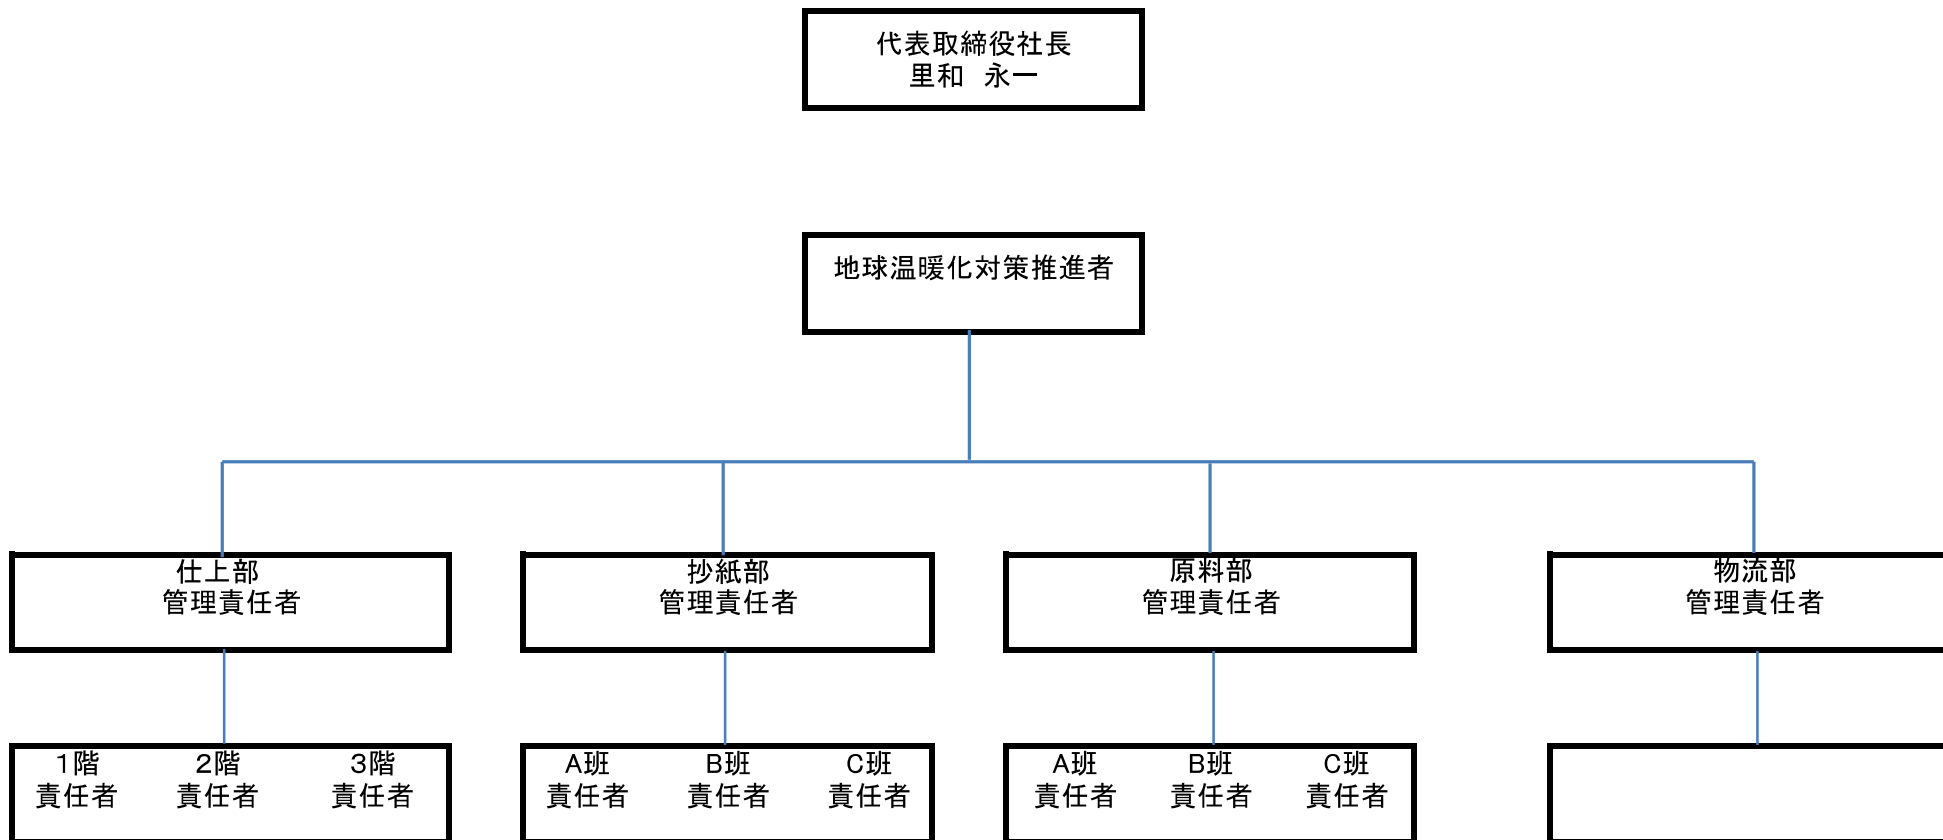 代表取締役社長
里和　永一
地球温暖化対策推進者
仕上部
管理責任者
抄紙部
管理責任者
原料部
管理責任者
物流部
管理責任者
1階　2階　3階
責任者　責任者　責任者
A班　B班　C班
責任者　責任者　責任者
A班　B班　C班
責任者　責任者　責任者